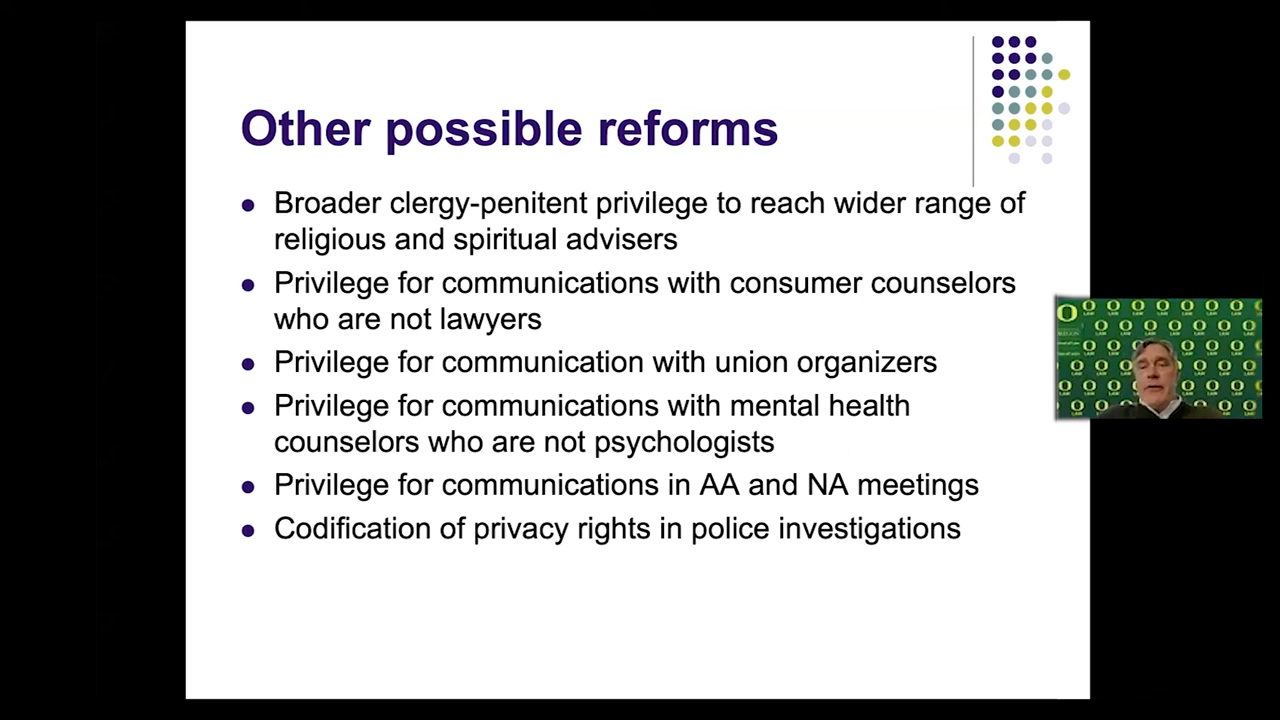 Other possible reforms
Broader clergy-penitent privilege to reach wider range of
religious and spiritual advisers
Privilege for communications with consumer counselors
who are not lawyers
Privilege for communication with union organizers
Privilege for communications with mental health
counselors who are not psychologists
Privilege for communications in AA and NA meetings
Codification of privacy rights in police investigations
O
LAW